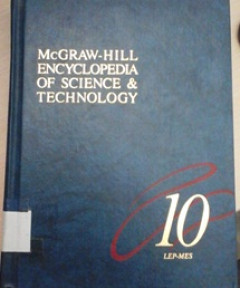 McGRAW-HILL
ENCYCLOPEDIA
OF SCIENCE &
TECHNOLOGY
10
LEP-MES